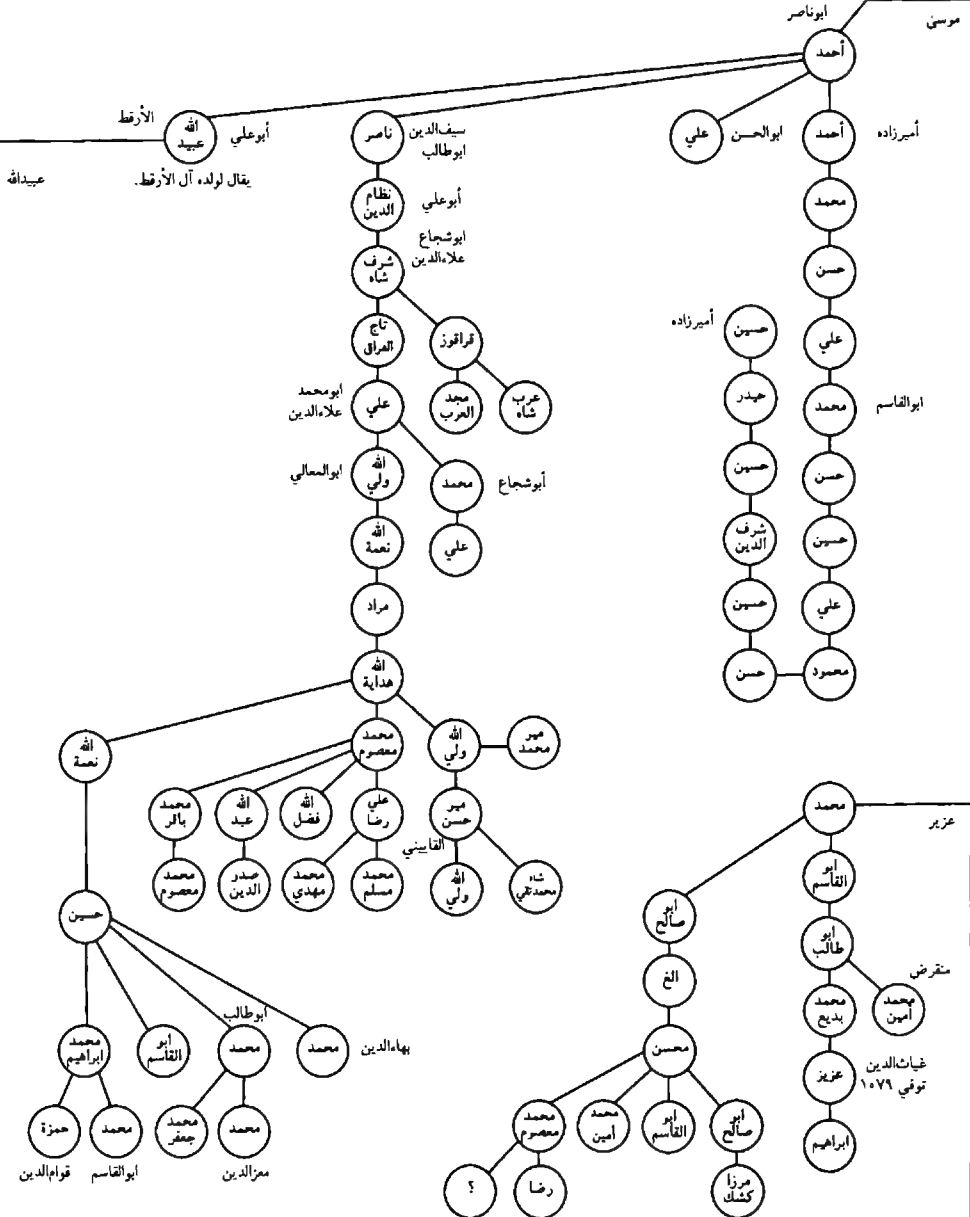 موسى
ابوناصر
أحمد
أميرزاده
أحمد
ابوالحسن
علي
سيف‌الدين
ابوطالب
ناصر
الأرقط
أبوعلي
الله
عبيد
يقال لولده آل الأرقط.
عبيدالله
محمد
أبوعلي
نظام
الدين
حسن
ابوشجاع
علاءالدين
شرف
شاه
علي
أميرزاده
حسين
قراقوز
تاج
العراق
ابوالقاسم
محمد
حيدر
عرب
شاه
مجد
العرب
ابومحمد
علاءالدين
علي
حسن
حسين
أبوشجاع
محمد
ابوالمعالي
الله
ولي
حسين
شرف
الدين
علي
الله
نعمة
علي
حسين
مراد
محمود
حسن
الله
هداية
مير
محمد
الله
ولي
محمد
معصوم
الله
نعمة
مير
حسن
علي
رضا
الله
فضل
الله
عبد
محمد
باقر
القاييني
شاه
محمدتقي
الله
ولي
محمد
مسلم
محمد
مهدي
صدر
الدين
محمد
معصوم
عزير
محمد
ابو
القاسم
ابو
صالح
حسين
ابو
طالب
منقرض
محمد
أمين
الغ
محمد
بديع
أبوطالب
بهاءالدين
محمد
محمد
ابو
القاسم
محمد
ابراهيم
محسن
غياث‌الدين
توفي ١٥٧٩
عزيز
ابو
صالح
ابو
القاسم
محمد
أمين
محمد
معصوم
محمد
محمد
جعفر
محمد
حمزة
ابراهيم
معزالدين
ابوالقاسم
قوام‌الدين
مرزا
كشك
رضا
؟